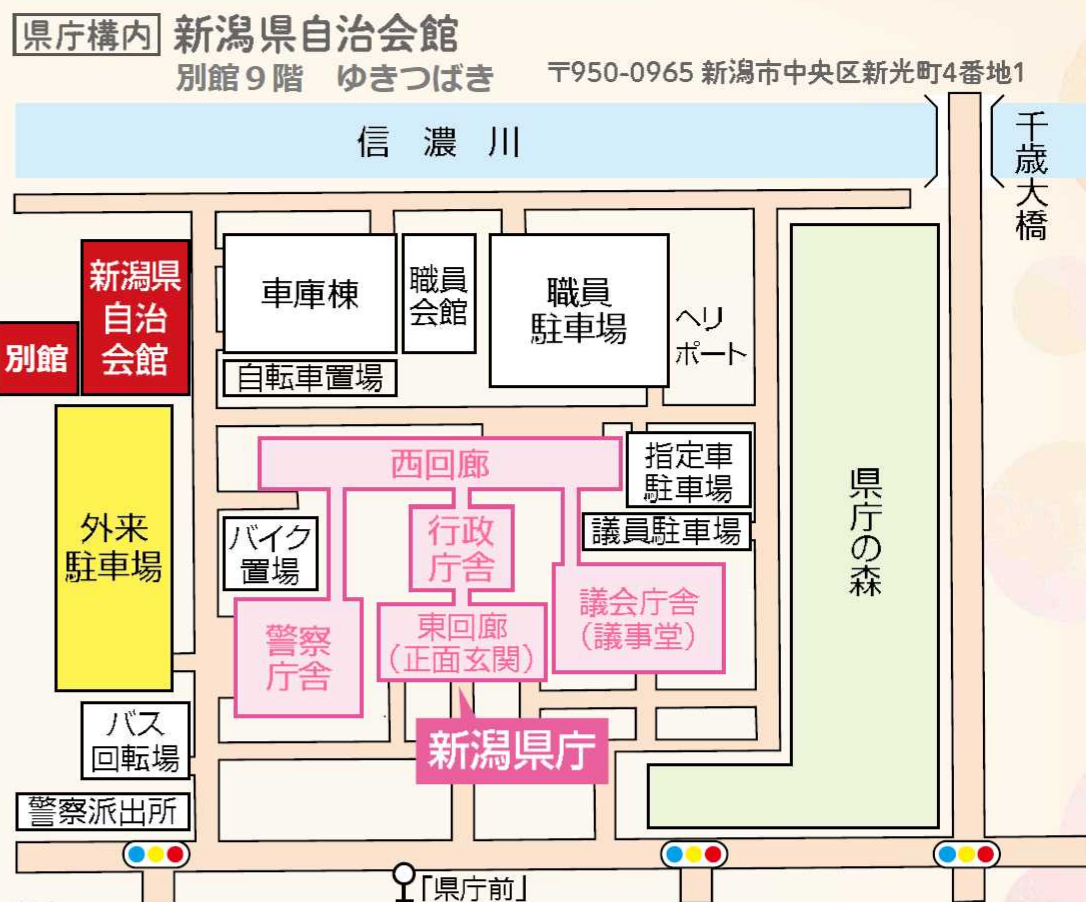 県庁構内 新潟県自治会館
別館９階　ゆきつばき
〒950-0965 新潟市中央区新光町4番地1
信濃川
千歳大橋
新潟県
自治
会館
別館
車庫棟
職員
会館
職員
駐車場
ヘリ
ポート
自転車置場
外来
駐車場
西回廊
指定車
駐車場
議員駐車場
バイク
置場
行政
庁舎
県庁の森
警察
庁舎
東回廊
（正面玄関）
議会庁舎
（議事堂）
新潟県庁
バス
回転場
警察派出所
「県庁前」